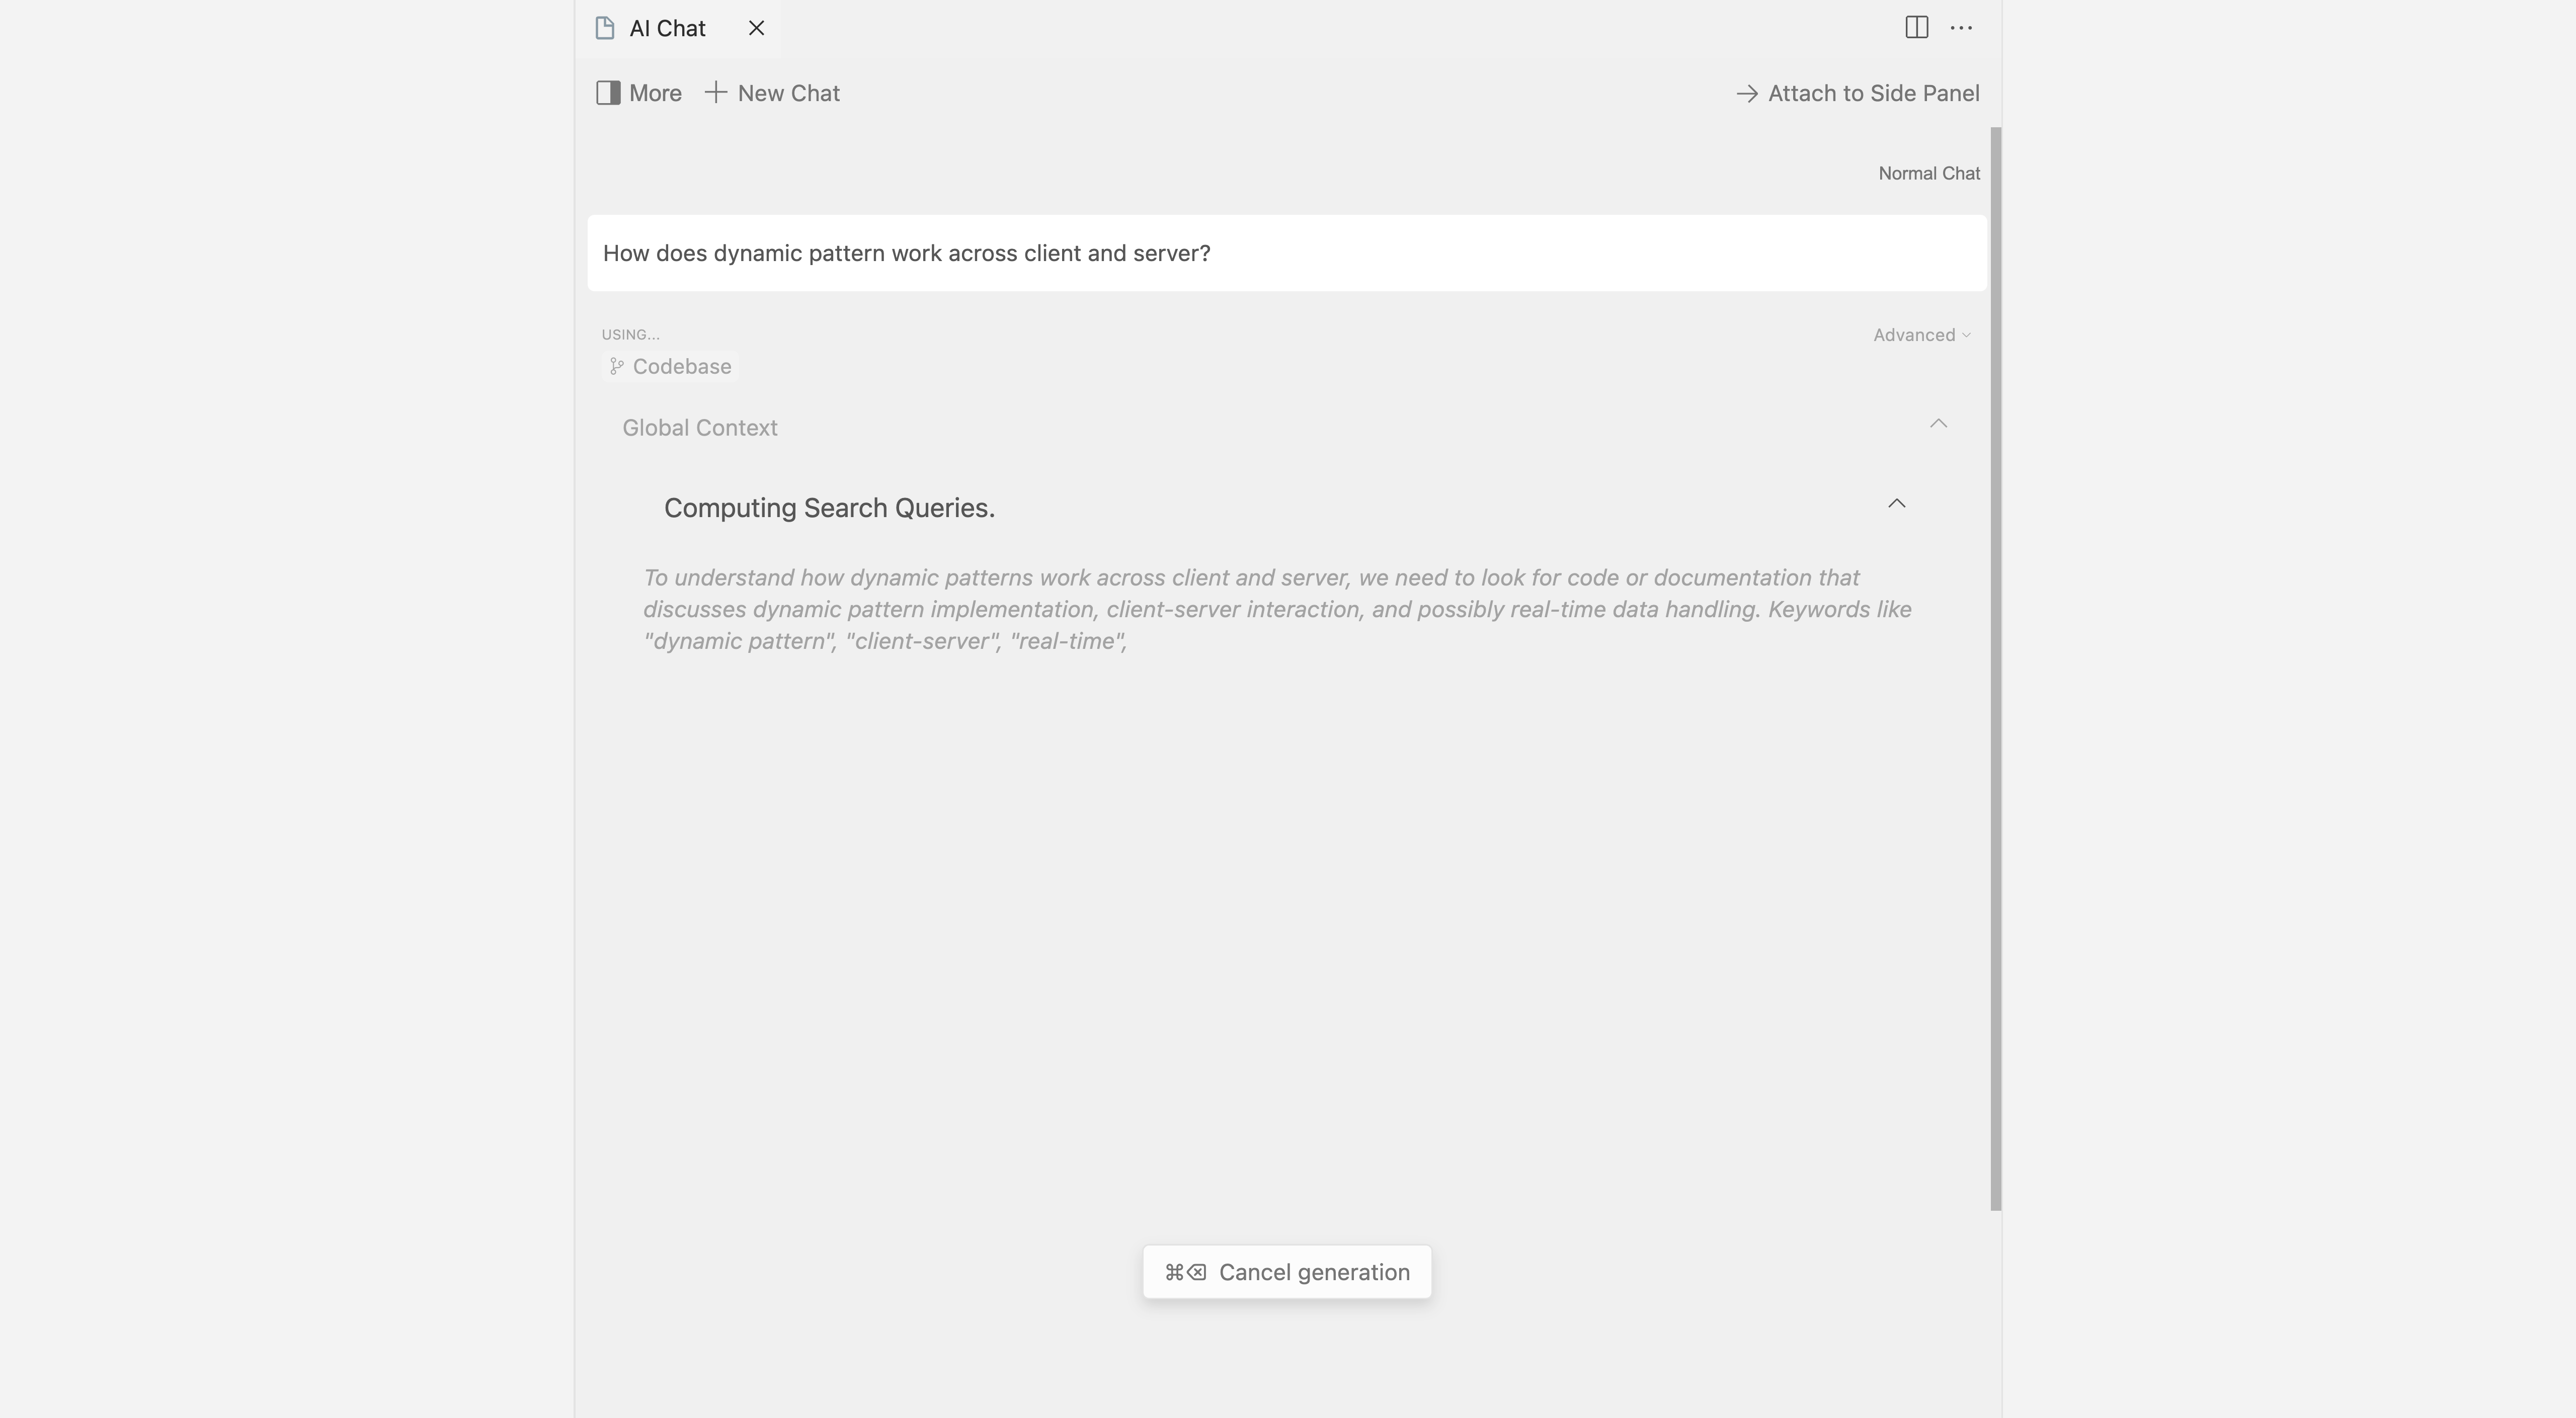 AI Chat
More
New Chat
Attach to Side Panel
Normal Chat
How does dynamic pattern work across client and server?
USING...
Advanced
Codebase
Global Context
Computing Search Queries.
To understand how dynamic patterns work across client and server, we need to look for code or documentation that
discusses dynamic pattern implementation, client-server interaction, and possibly real-time data handling. Keywords like
"dynamic pattern", "client-server", "real-time",
⌘⌫ Cancel generation